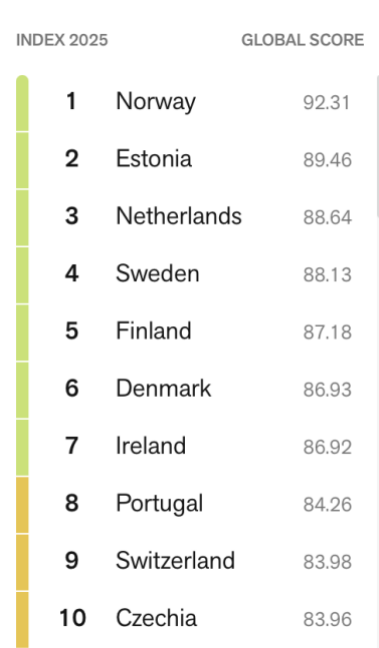 INDEX 2025 GLOBAL SCORE
1 Norway 92.31
2 Estonia 89.46
3 Netherlands 88.64
4 Sweden 88.13
5 Finland 87.18
6 Denmark 86.93
7 Ireland 86.92
8 Portugal 84.26
9 Switzerland 83.98
10 Czechia 83.96